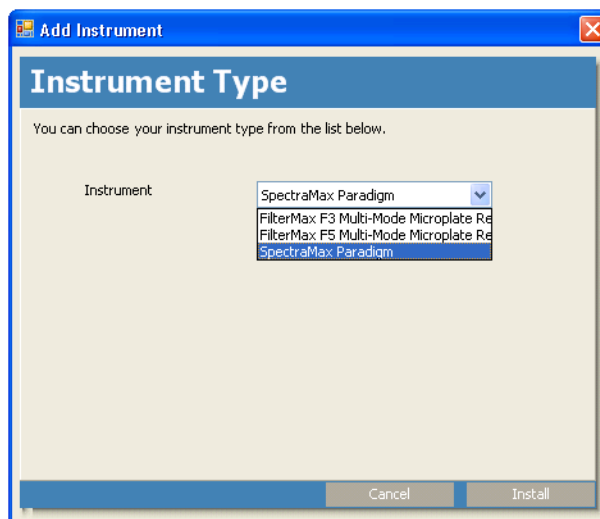 Add Instrument
Instrument Type
You can choose your instrument type from the list below.
Instrument
SpectraMax Paradigm
FilterMax F3 Multi-Mode Microplate Re
FilterMax F5 Multi-Mode Microplate Re
SpectraMax Paradigm
Cancel Install